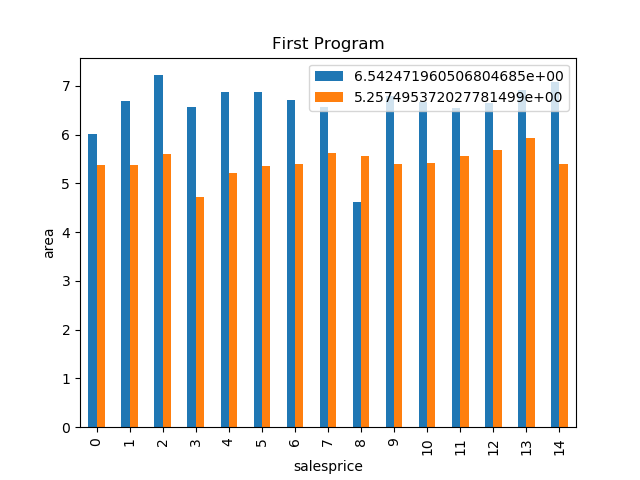 First Program
6.542471960506804685e+00
5.257495372027781499e+00
7
6
5
4
3
2
1
0
area
0 1 2 3 4 5 6 7 8 9 10 11 12 13 14
salesprice